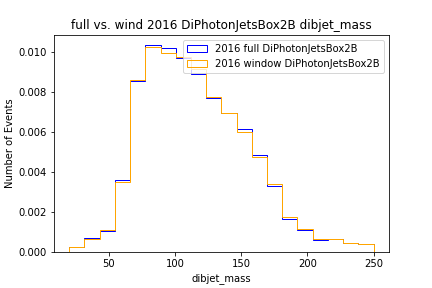 full vs. wind 2016 DiPhotonJetsBox2B dibjet_mass
2016 full DiPhotonJetsBox2B
2016 window DiPhotonJetsBox2B
Number of Events
0.010
0.008
0.006
0.004
0.002
0.000
50
100
150
200
250
dibjet_mass